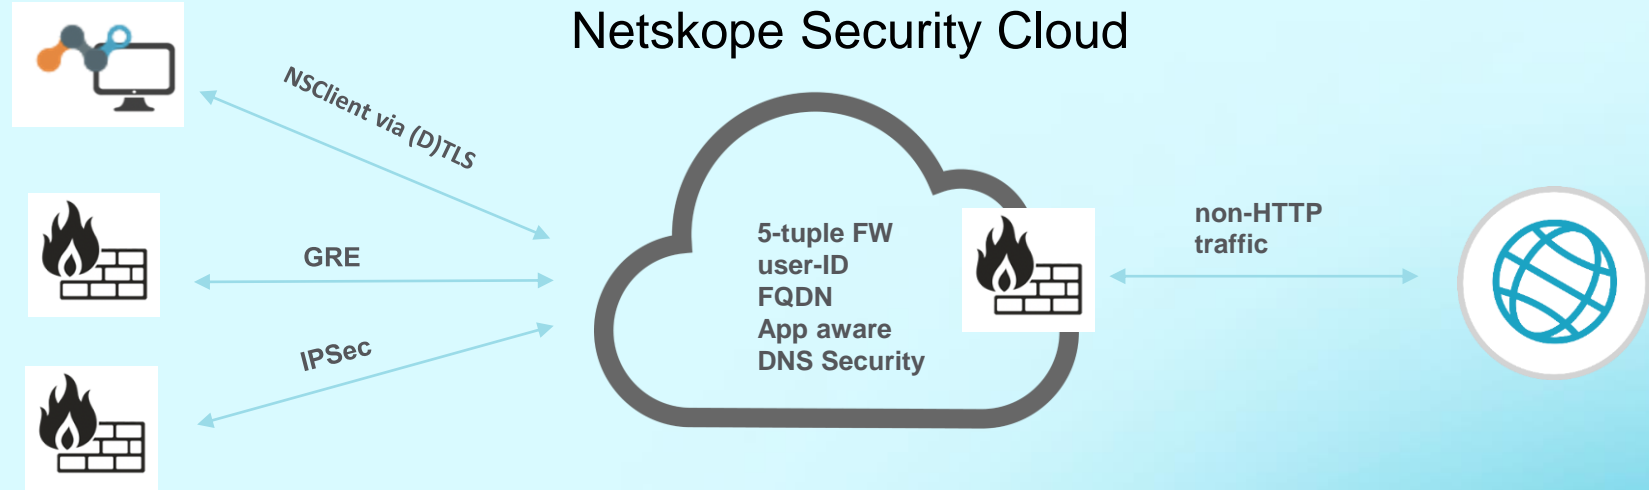 Netskope Security Cloud
NSClient via (D)TLS
GRE
IPSec
5-tuple FW
user-ID
FQDN
App aware
DNS Security
non-HTTP
traffic